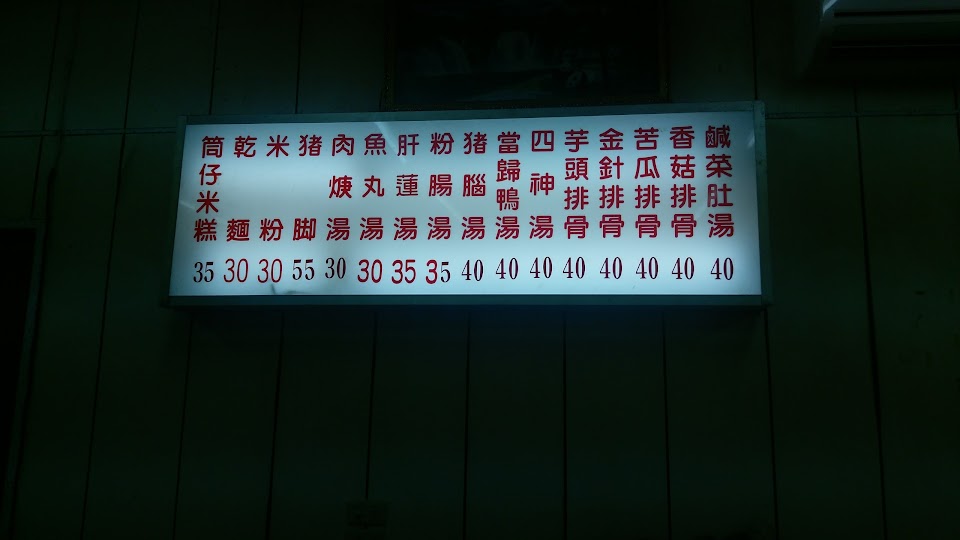 筒仔米糕 35
乾麵 30
米粉 30
猪脚 55
肉焿湯 30
魚丸湯 30
肝蓮湯 35
粉腸湯 35
猪腦湯 40
當歸鴨湯 40
四神湯 40
芋頭排骨 40
金針排骨 40
苦瓜排骨 40
香菇排骨 40
鹹菜肚湯 40